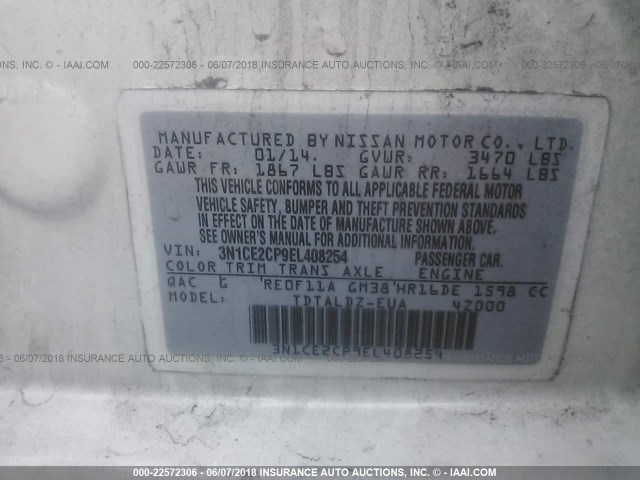 000-22572306 - 06/07/2018 INSURANCE AUTO AUCTIONS, INC. - © IAAI.COM
MANUFACTURED BY NISSAN MOTOR CO., LTD.
DATE: 01/14. GVWR: 3470 LBS
GAWR FR: 1867 LBS GAWR RR: 1664 LBS
THIS VEHICLE CONFORMS TO ALL APPLICABLE FEDERAL MOTOR
VEHICLE SAFETY, BUMPER AND THEFT PREVENTION STANDARDS
IN EFFECT ON THE DATE OF MANUFACTURE SHOWN ABOVE.
SEE OWNER'S MANUAL FOR ADDITIONAL INFORMATION.
VIN: 3N1CE2CP9EL408254 PASSENGER CAR.
COLOR TRIM TRANS AXLE ENGINE
QAC G RE0F11A GM38 HR16DE 1598 CC
MODEL: TDTALDZ-EUA 42000
3N1CE2CP9EL408254
000-22572306 - 06/07/2018 INSURANCE AUTO AUCTIONS, INC. - © IAAI.COM
000-22572306 - 06/07/2018 INSURANCE AUTO AUCTIONS, INC. - © IAAI.COM